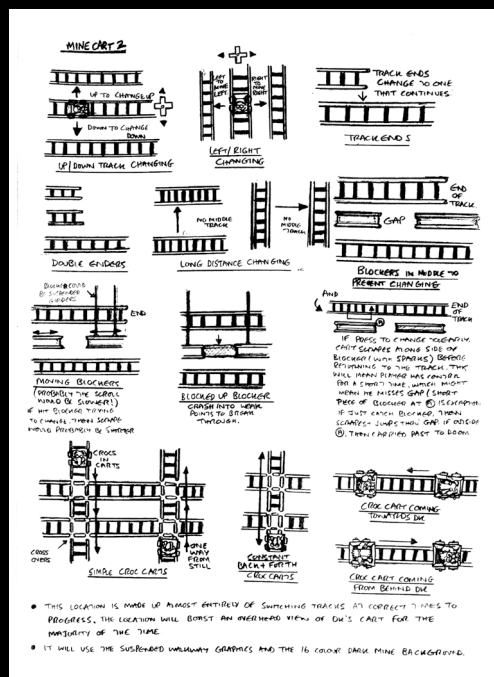 MINE CART 2
UP TO CHANGE UP
DOWN TO CHANGE
DOWN
UP/DOWN TRACK CHANGING
LEFT TO MOVE LEFT
RIGHT TO MOVE RIGHT
LEFT/RIGHT
CHANGING
TRACK ENDS
CHANGE TO ONE
THAT CONTINUES.
TRACK ENDS
DOUBLE ENDERS
NO MIDDLE
TRACK
NO
MIDDLE
TRACK
LONG DISTANCE CHANGING
END
OF
TRACK.
GAP
BLOCKERS IN MIDDLE TO
PREVENT CHANGING
BLOCKER COULD
BE SUSPENDED
GIRDERS
END
MOVING BLOCKERS
(PROBABLY THE SCROLL
WOULD BE SLOWER!)
IF HIT BLOCKER TRYING
TO CHANGE. THEN SCRAPE
WOULD PROBABLY BE SHORTER
BLOCKED UP BLOCKER
CRASH INTO WEAK
POINTS TO BREAK
THROUGH.
AND
END
OF
TRACK
A
IF PRESS TO CHANGE TO EARLY.
CART SCRAPES ALONG SIDE OF
BLOCKER (WITH SPARKS) BEFORE
RETURNING TO THE TRACK. THIS
WILL MEAN PLAYER HAS CONTROL
FOR A SHORT TIME, WHICH MIGHT
MEAN HE MISSES GAP (SHORT
PIECE OF BLOCKER AT A) IS SCRAPED.
IF JUST CATCH BLOCKER, THEN
SCRAPES + JUMPS THRU GAP. IF OUTSIDE
A. THEN CARRIED PAST TO DOOM
CROCS
IN
CARTS
CROSS
OVERS
ONE
WAY
FROM
STILL
SIMPLE CROC CARTS
CONSTANT
BACK + FORTH
CROC CARTS
CROC CART COMING
TOWARDS DK
CROC CART COMING
FROM BEHIND DK
• THIS LOCATION IS MADE UP ALMOST ENTIRELY OF SWITCHING TRACKS AT CORRECT TIMES TO
PROGRESS. THE LOCATION WILL BOAST AN OVERHEAD VIEW OF DK'S CART FOR THE
MAJORITY OF THE TIME
• IT WILL USE THE SUSPENDED WALKWAY GRAPHICS AND THE 16 COLOUR DARK MINE BACKGROUND.